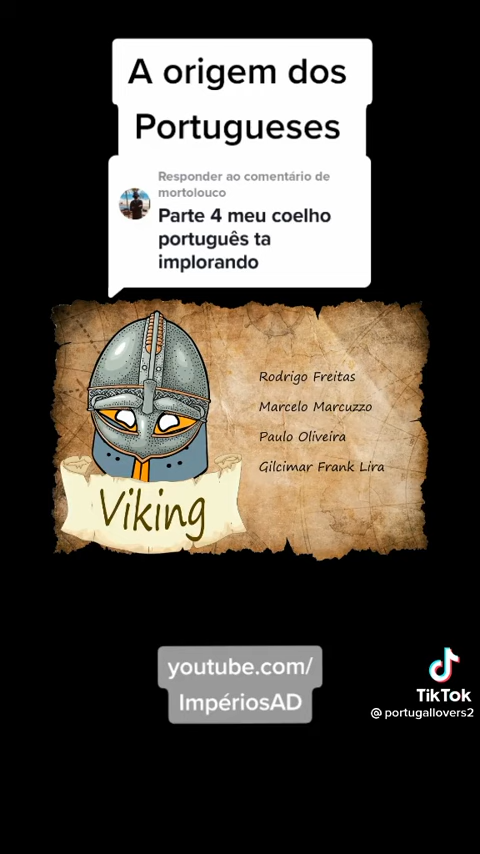 A origem dos
Portugueses
Responder ao comentário de
mortolouco
Parte 4 meu coelho
português ta
implorando
Rodrigo Freitas
Marcelo Marcuzzo
Paulo Oliveira
Gilcimar Frank Lira
Viking
youtube.com/
ImpériosAD
TikTok
@portugallovers2